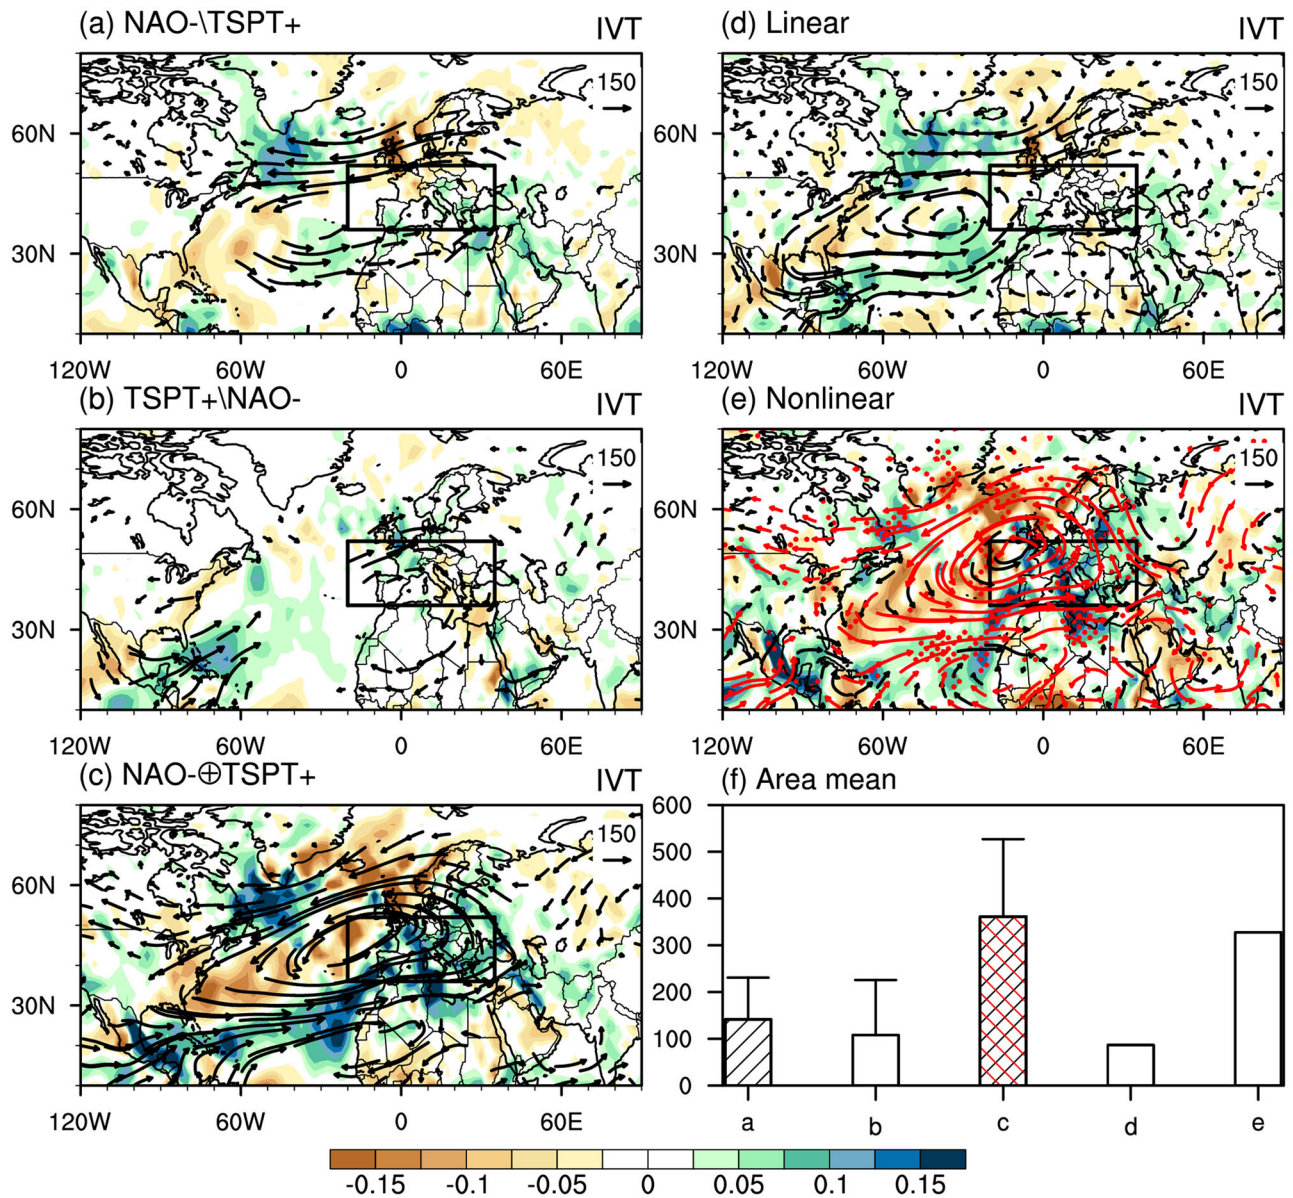 (a) NAO-\TSPT+ IVT
150
60N
30N
120W 60W 0 60E
(d) Linear IVT
150
60N
30N
120W 60W 0 60E
(b) TSPT+\NAO- IVT
150
60N
30N
120W 60W 0 60E
(e) Nonlinear IVT
150
60N
30N
120W 60W 0 60E
(c) NAO-⊕TSPT+ IVT
150
60N
30N
120W 60W 0 60E
(f) Area mean
600
500
400
300
200
100
0
a b c d e
-0.15 -0.1 -0.05 0 0.05 0.1 0.15